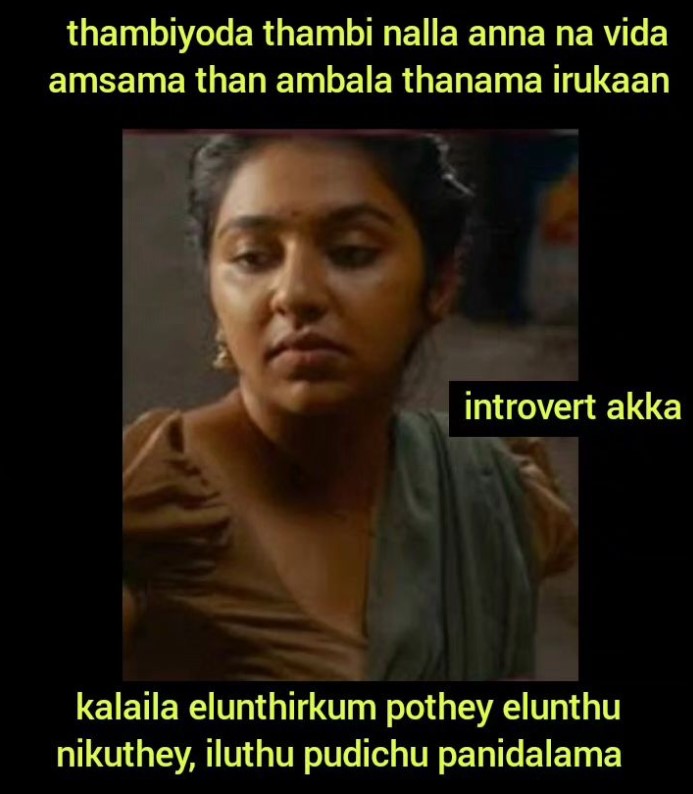 thambiyoda thambi nalla anna na vida
amsama than ambala thanama irukaan
introvert akka
kalaila elunthirkum pothey elunthu
nikuthey, iluthu pudichu panidalama